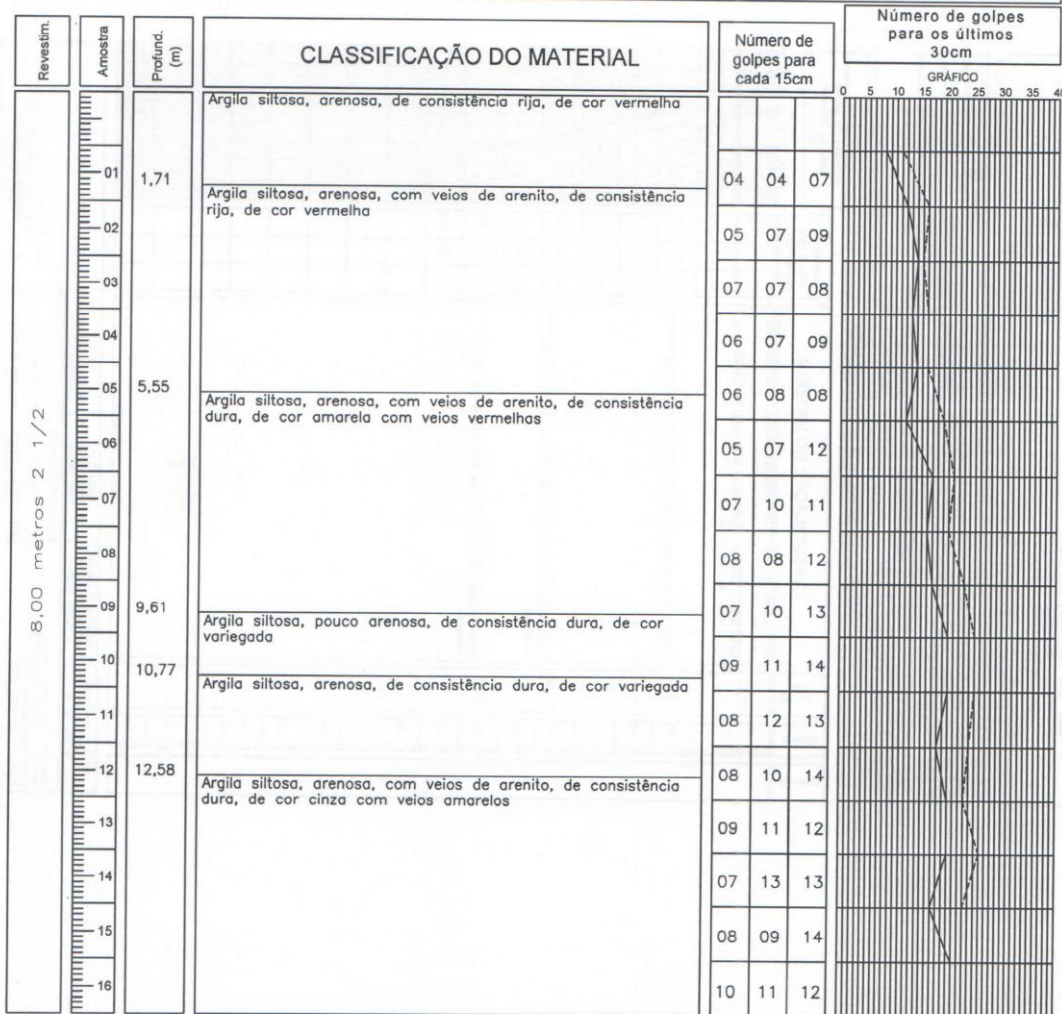 Revestim.
Amostra
Profund.
(m)
CLASSIFICAÇÃO DO MATERIAL
Número de
golpes para
cada 15cm
Número de golpes
para os últimos
30cm
GRÁFICO
0 5 10 15 20 25 30 35 40
8,00 metros 2 1/2
Argila siltosa, arenosa, de consistência rija, de cor vermelha
01 1,71 04 04 07
Argila siltosa, arenosa, com veios de arenito, de consistência
rija, de cor vermelha
02 05 07 09
03 07 07 08
04 06 07 09
05 5,55 06 08 08
Argila siltosa, arenosa, com veios de arenito, de consistência
dura, de cor amarela com veios vermelhas
06 05 07 12
07 07 10 11
08 08 08 12
09 9,61 07 10 13
Argila siltosa, pouco arenosa, de consistência dura, de cor
variegada
10 10,77 09 11 14
Argila siltosa, arenosa, de consistência dura, de cor variegada
11 08 12 13
12 12,58 08 10 14
Argila siltosa, arenosa, com veios de arenito, de consistência
dura, de cor cinza com veios amarelos
13 09 11 12
14 07 13 13
15 08 09 14
16 10 11 12